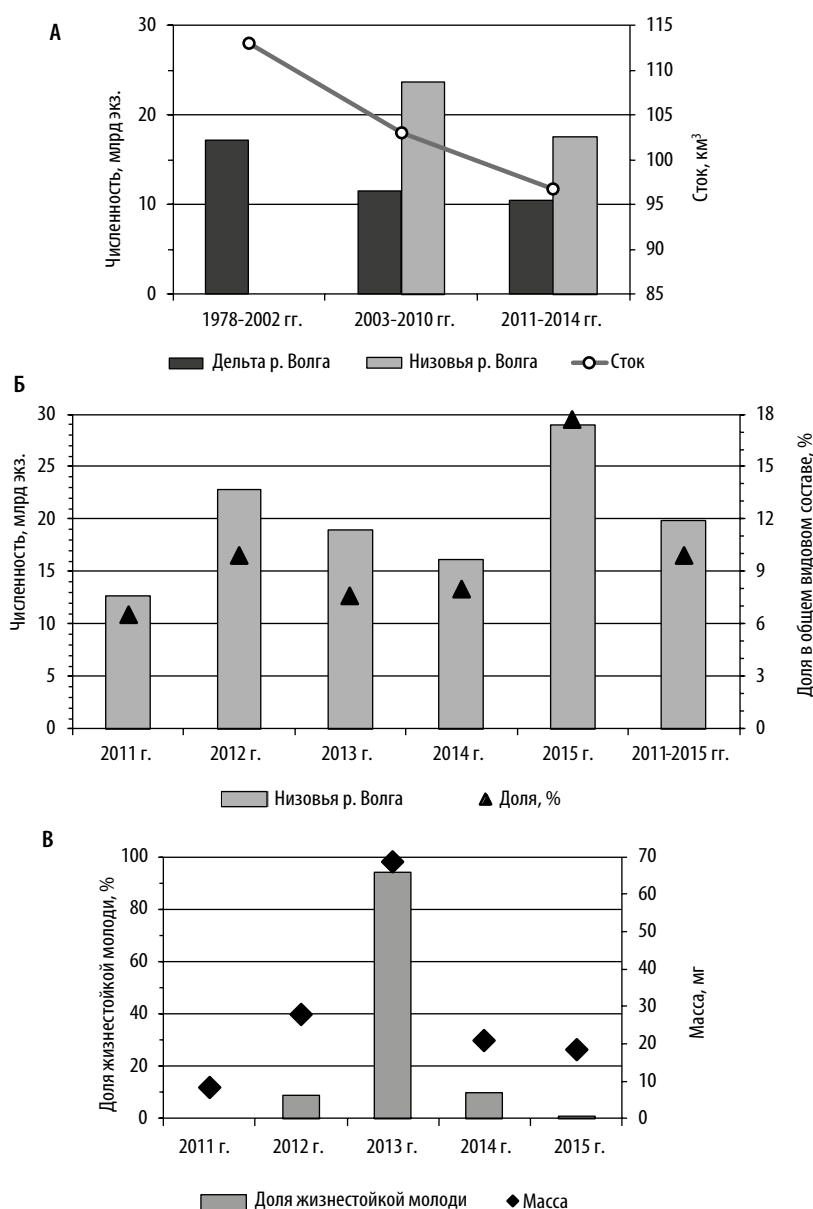 А
Численность, млрд экз.
30
20
10
0
115
110
105
100
95
90
85
Сток, км³
1978-2002 гг.
2003-2010 гг.
2011-2014 гг.
Дельта р. Волга
Низовья р. Волга
Сток
Б
Численность, млрд экз.
30
25
20
15
10
5
0
18
15
12
9
6
3
0
Доля в общем видовом составе, %
2011 г.
2012 г.
2013 г.
2014 г.
2015 г.
2011-2015 гг.
Низовья р. Волга
Доля, %
В
Доля жизнестойкой молоди, %
100
80
60
40
20
0
70
60
50
40
30
20
10
0
Масса, мг
2011 г.
2012 г.
2013 г.
2014 г.
2015 г.
Доля жизнестойкой молоди
Масса